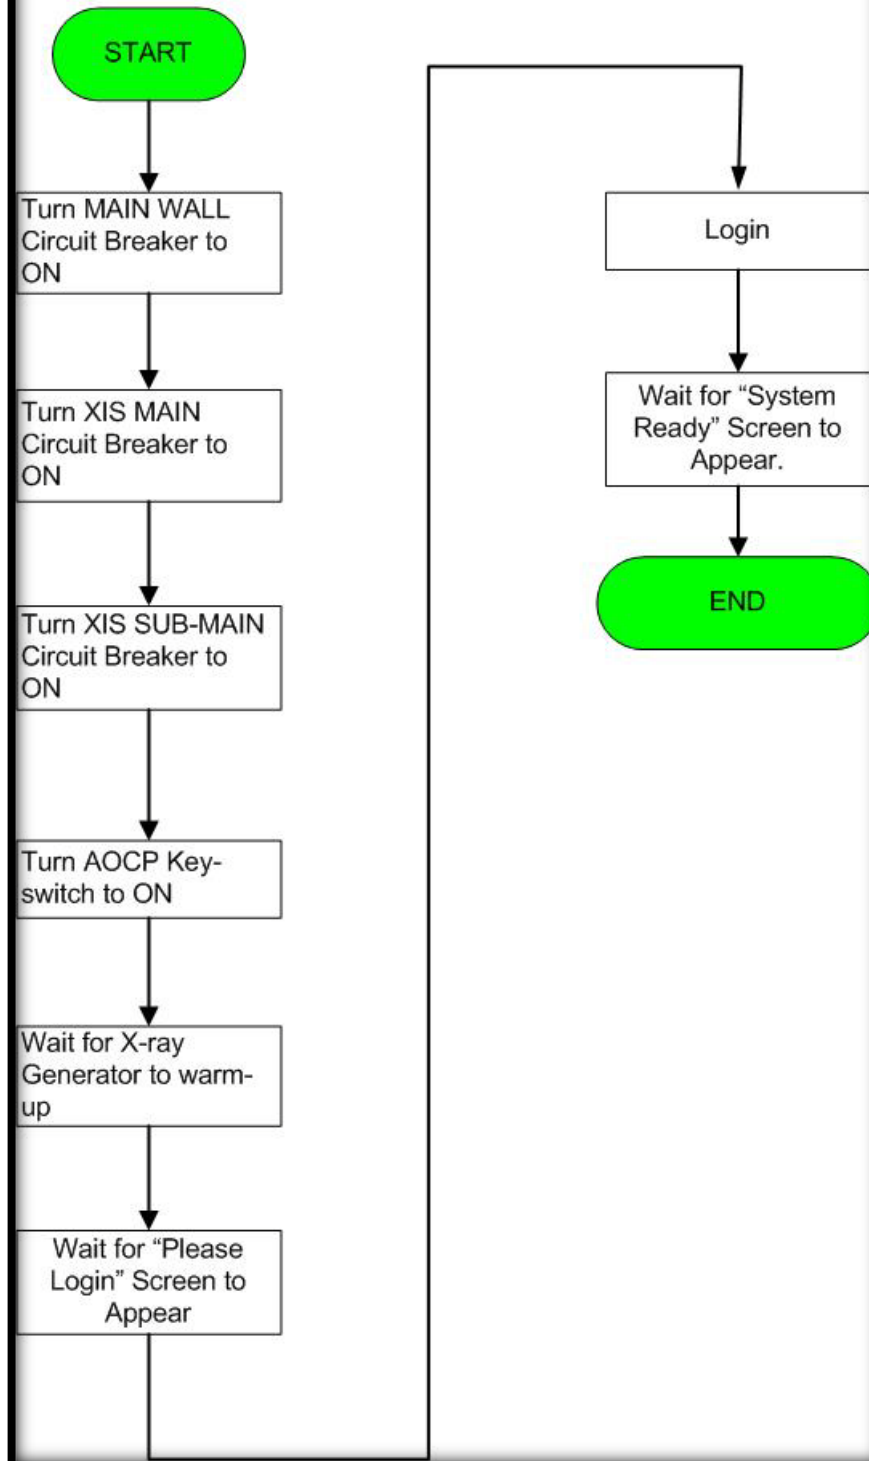 START
Turn MAIN WALL
Circuit Breaker to
ON
Turn XIS MAIN
Circuit Breaker to
ON
Turn XIS SUB-MAIN
Circuit Breaker to
ON
Turn AOCP Key-
switch to ON
Wait for X-ray
Generator to warm-
up
Wait for “Please
Login” Screen to
Appear
Login
Wait for “System
Ready” Screen to
Appear.
END